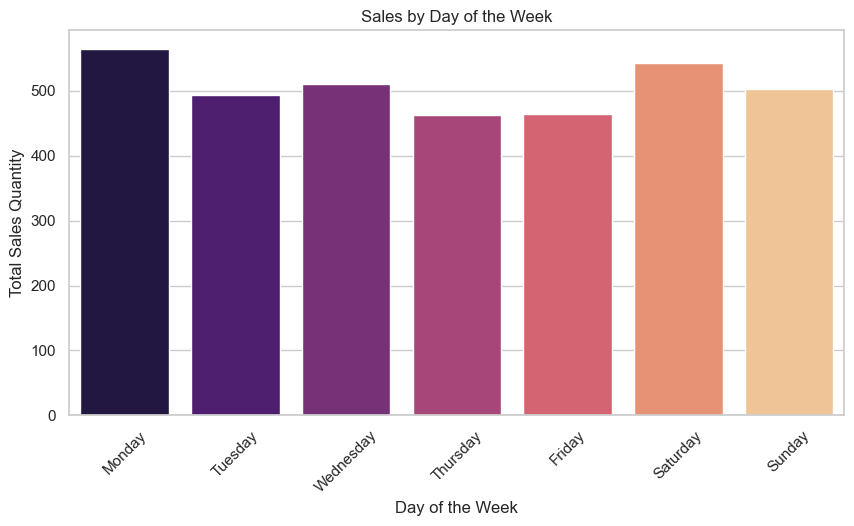 Sales by Day of the Week
Total Sales Quantity
500
400
300
200
100
0
Monday
Tuesday
Wednesday
Thursday
Friday
Saturday
Sunday
Day of the Week